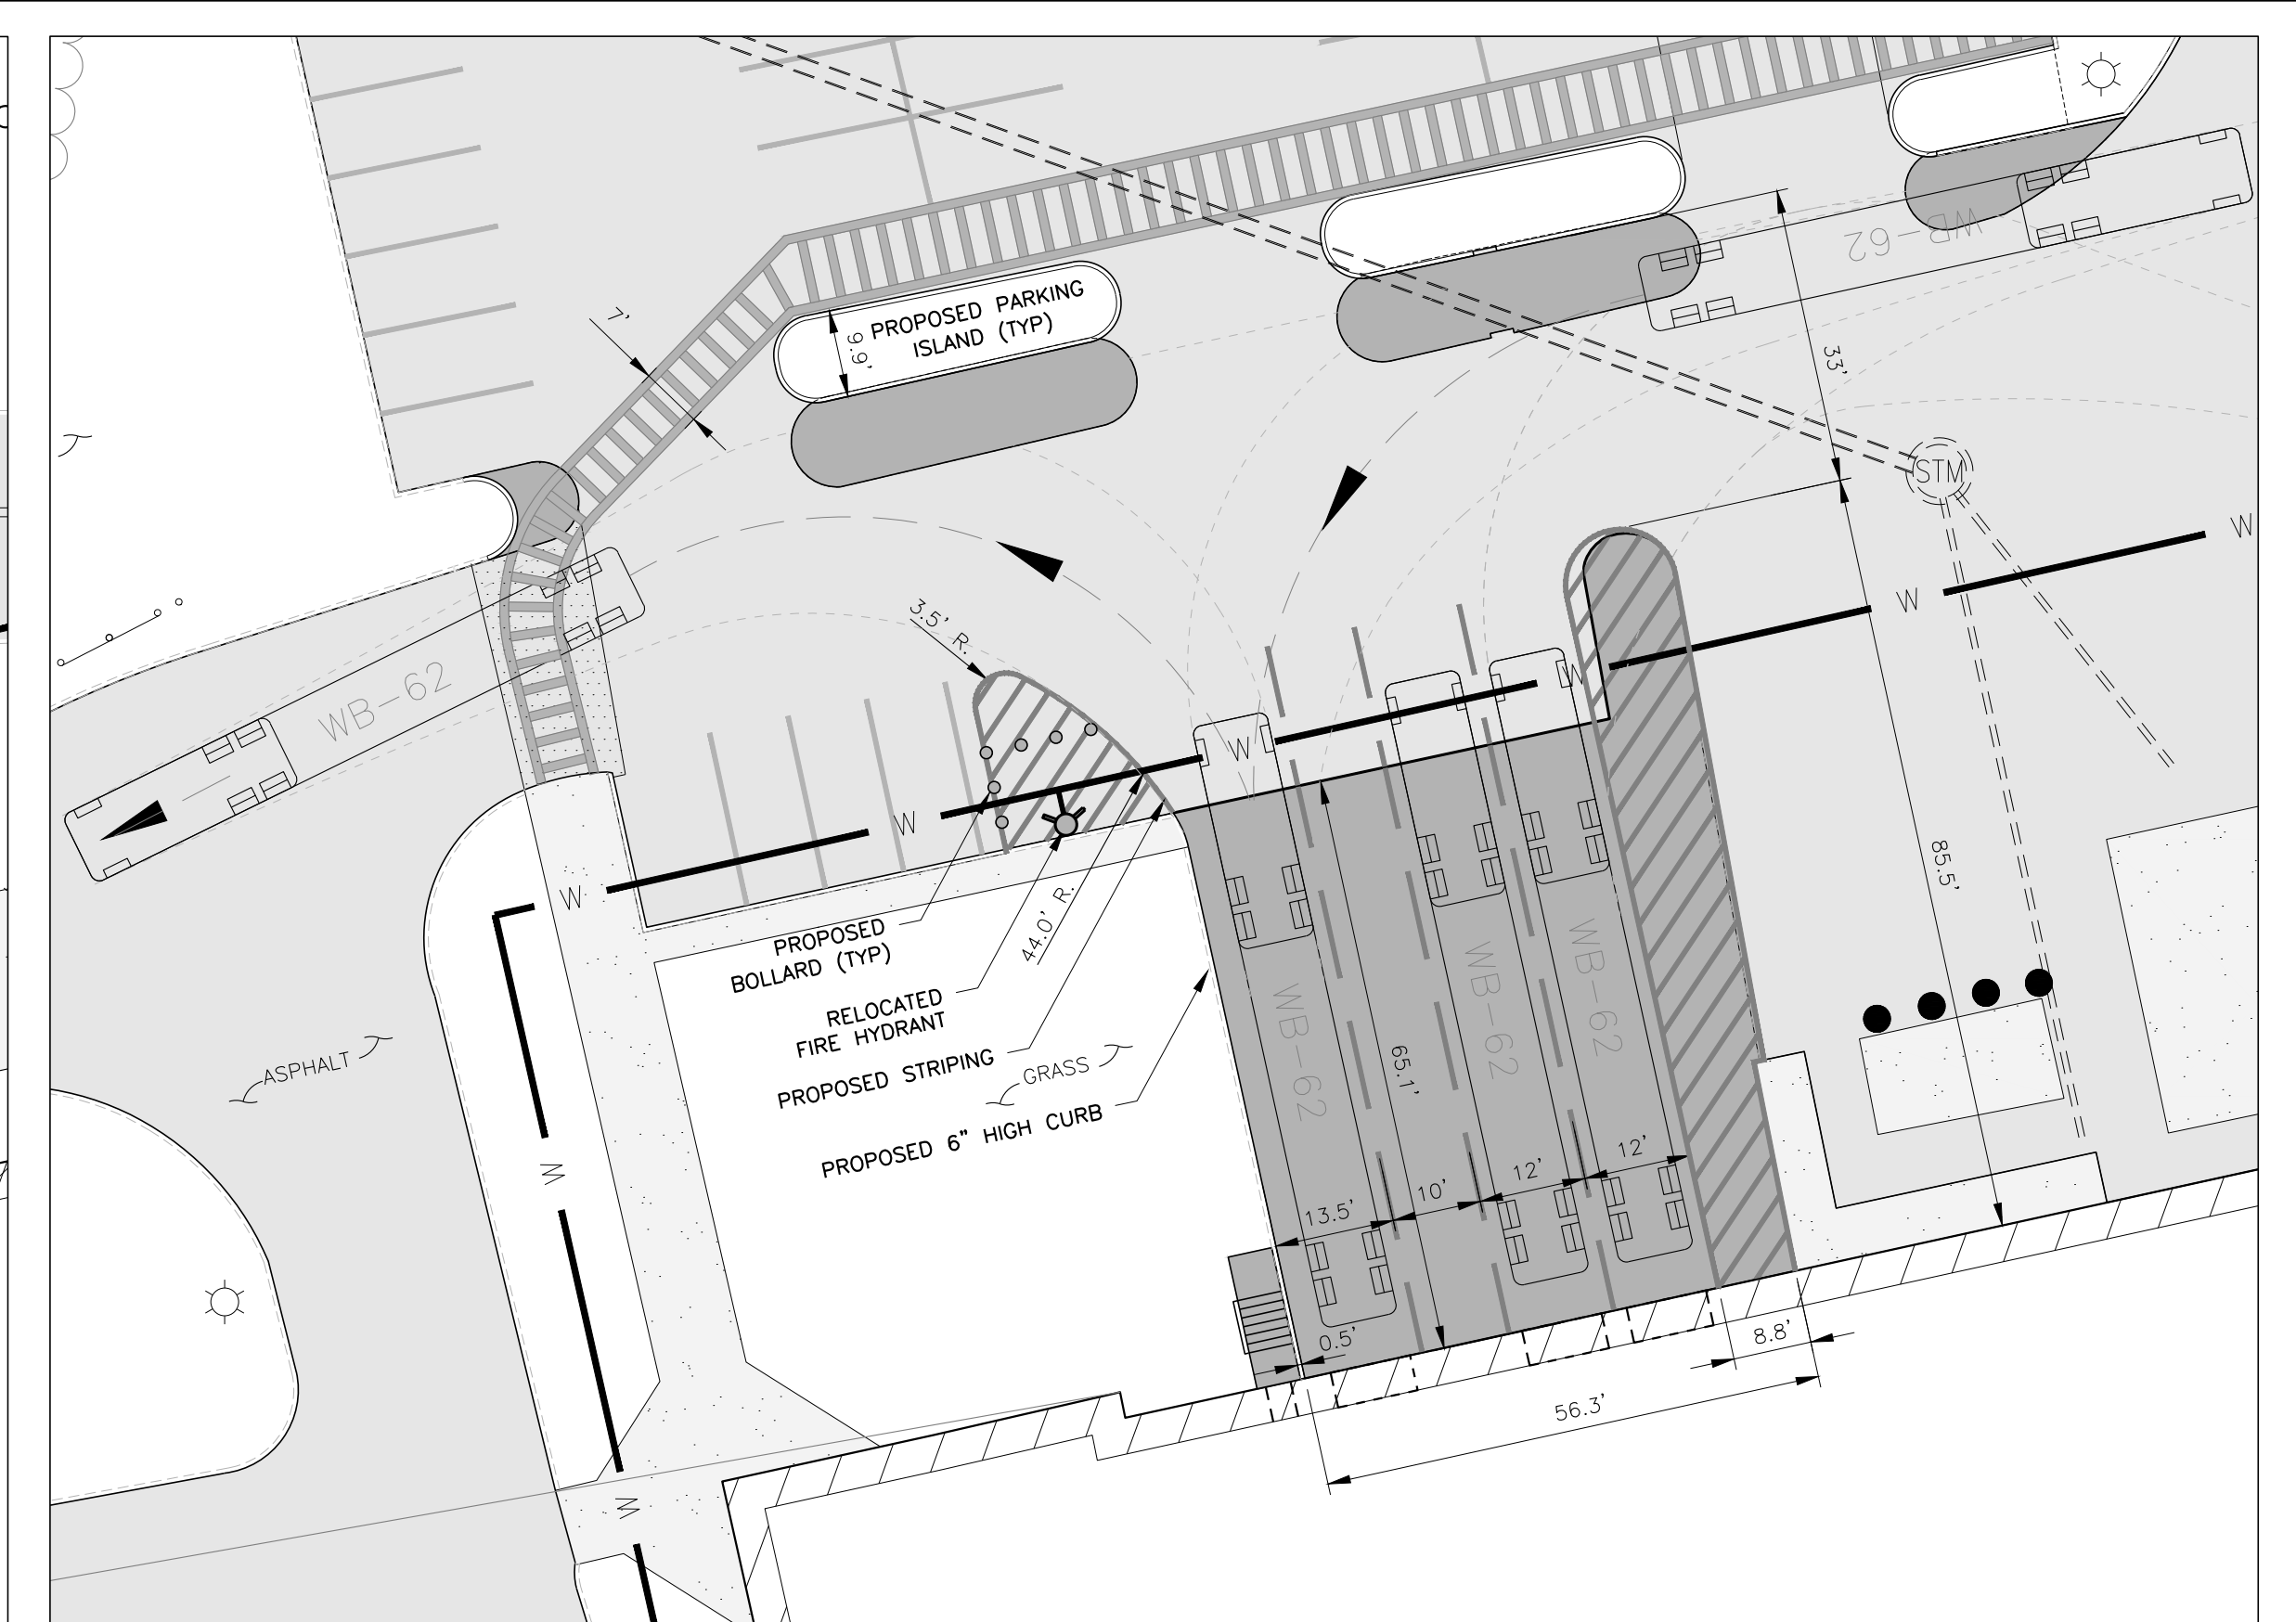 WB-62
7'
PROPOSED PARKING
ISLAND (TYP)
9.9'
33'
STM
W
W
W
3.5' R.
WB-62
W
W
W
85.5'
PROPOSED
BOLLARD (TYP)
44.0' R.
RELOCATED
FIRE HYDRANT
PROPOSED STRIPING
GRASS
PROPOSED 6" HIGH CURB
ASPHALT
WB-62
WB-62
WB-62
65.1'
W
13.5'
10'
12'
12'
0.5'
8.8'
56.3'
W